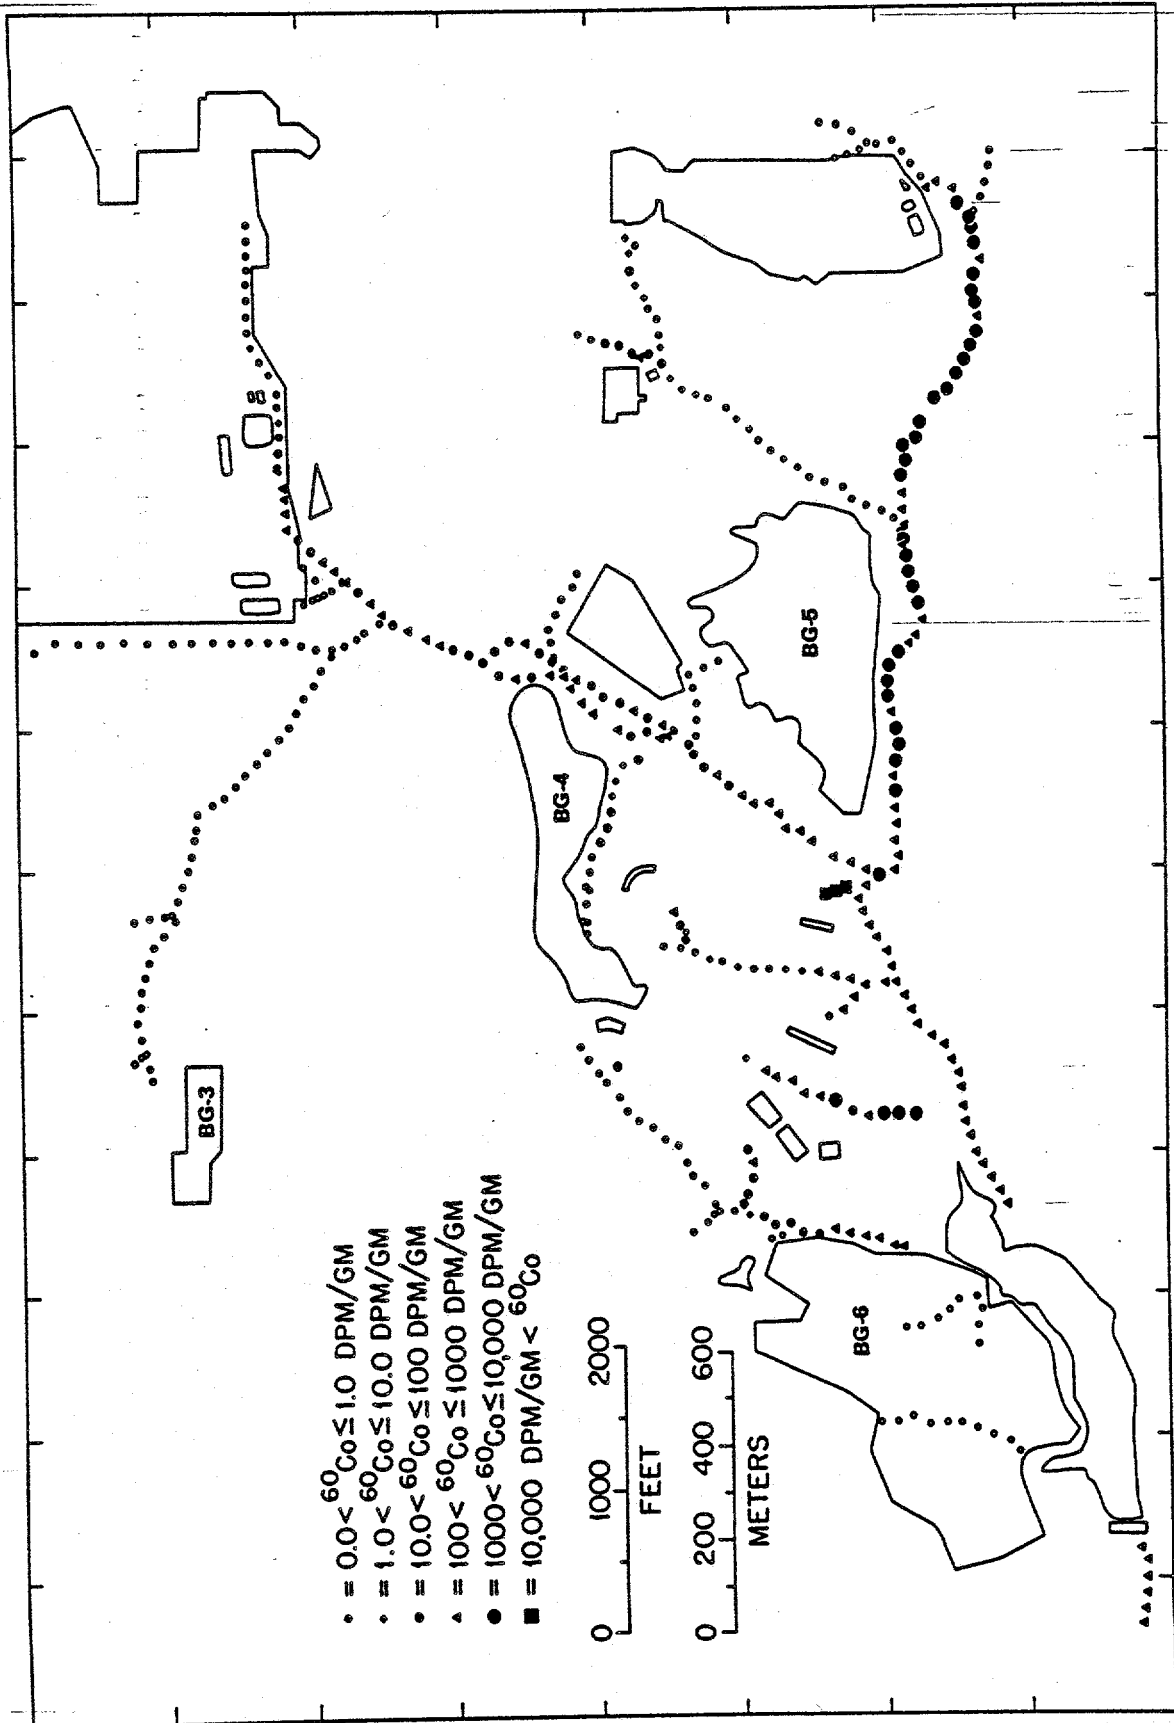 BG-3
BG-4
BG-5
BG-6
• = 0.0 < ⁶⁰Co ≤ 1.0 DPM/GM
• = 1.0 < ⁶⁰Co ≤ 10.0 DPM/GM
• = 10.0 < ⁶⁰Co ≤ 100 DPM/GM
▲ = 100 < ⁶⁰Co ≤ 1000 DPM/GM
● = 1000 < ⁶⁰Co ≤ 10,000 DPM/GM
■ = 10,000 DPM/GM < ⁶⁰Co
0 1000 2000
FEET
0 200 400 600
METERS